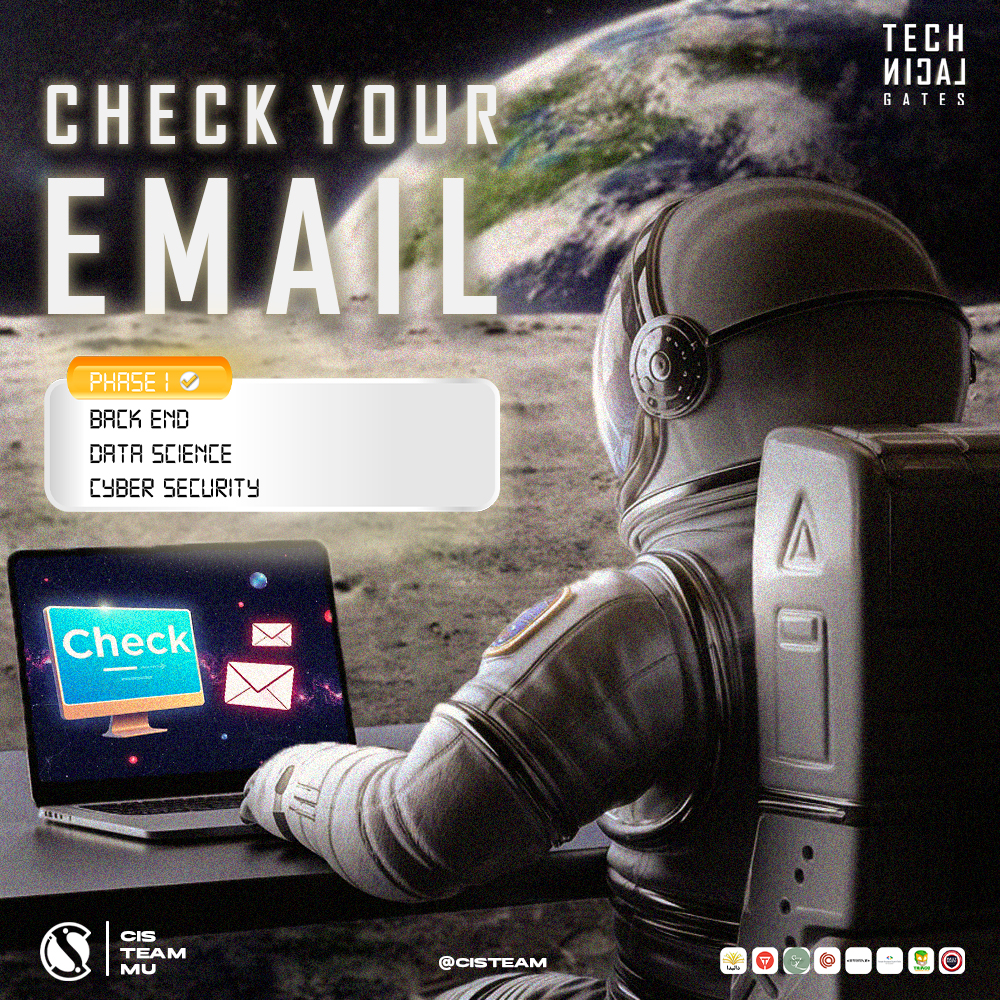 TECH
NICAL
GATES
CHECK YOUR
EMAIL
PHASE 1
BACK END
DATA SCIENCE
CYBER SECURITY
Check
CIS
TEAM
MU
@CISTEAM